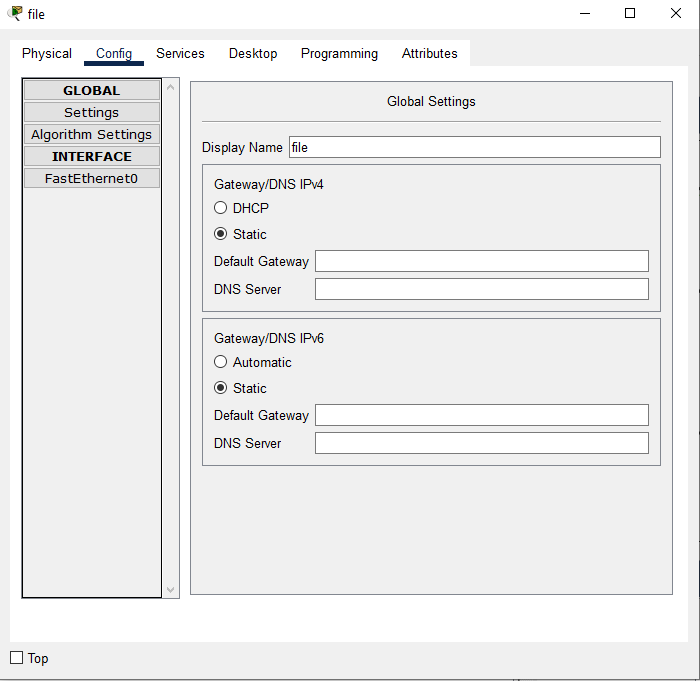 file
Physical Config Services Desktop Programming Attributes
GLOBAL
Settings
Algorithm Settings
INTERFACE
FastEthernet0
Global Settings
Display Name file
Gateway/DNS IPv4
DHCP
Static
Default Gateway
DNS Server
Gateway/DNS IPv6
Automatic
Static
Default Gateway
DNS Server
Top